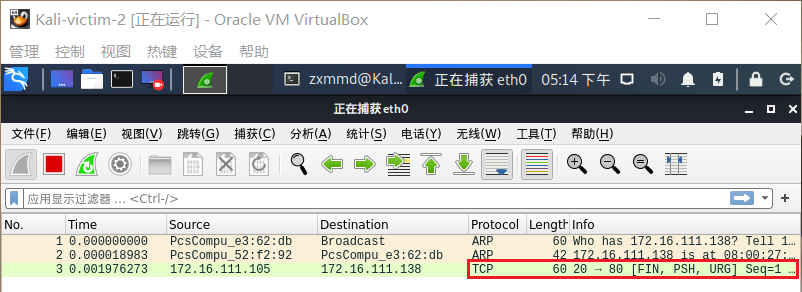 Kali-victim-2 [正在运行] - Oracle VM VirtualBox
管理 控制 视图 热键 设备 帮助
zxmmd@Kal… 正在捕获 eth0 05:14 下午
正在捕获 eth0
文件(F) 编辑(E) 视图(V) 跳转(G) 捕获(C) 分析(A) 统计(S) 电话(Y) 无线(W) 工具(T) 帮助(H)
应用显示过滤器 … <Ctrl-/>
No. Time Source Destination Protocol Length Info
1 0.000000000 PcsCompu_e3:62:db Broadcast ARP 60 Who has 172.16.111.138? Tell 1…
2 0.000018983 PcsCompu_52:f2:92 PcsCompu_e3:62:db ARP 42 172.16.111.138 is at 08:00:27:…
3 0.001976273 172.16.111.105 172.16.111.138 TCP 60 20 → 80 [FIN, PSH, URG] Seq=1 …